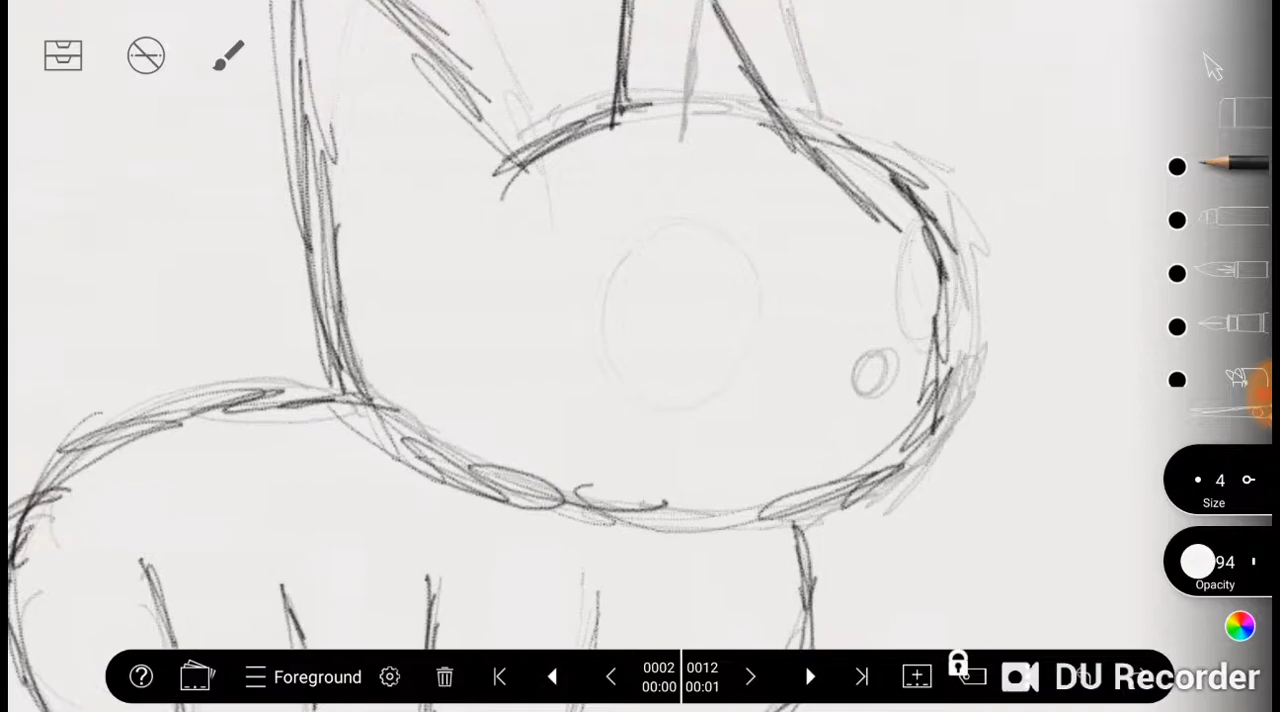 4
Size
94
Opacity
Foreground
0002 0012
00:00 00:01
DU Recorder